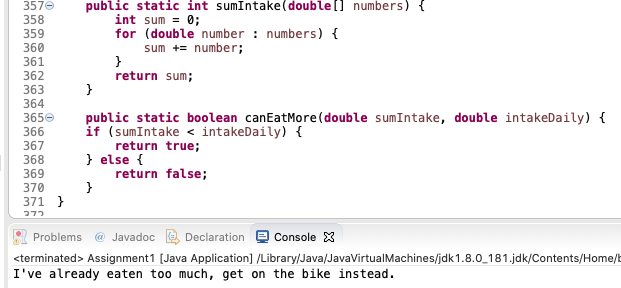 357 public static int sumIntake(double[] numbers) {
358 int sum = 0;
359 for (double number : numbers) {
360 sum += number;
361 }
362 return sum;
363 }
364
365 public static boolean canEatMore(double sumIntake, double intakeDaily) {
366 if (sumIntake < intakeDaily) {
367 return true;
368 } else {
369 return false;
370 }
371 }
372
Problems @ Javadoc Declaration Console
<terminated> Assignment1 [Java Application] /Library/Java/JavaVirtualMachines/jdk1.8.0_181.jdk/Contents/Home/b
I've already eaten too much, get on the bike instead.